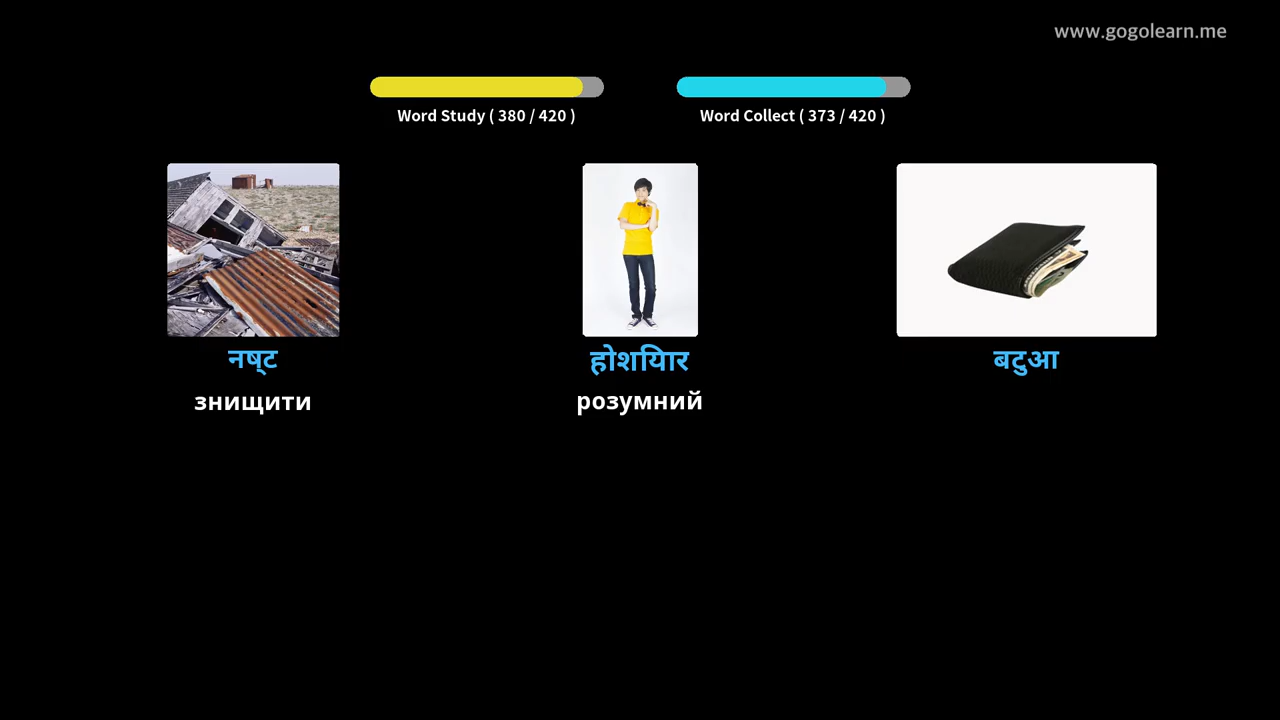 www.gogolearn.me
Word Study ( 380 / 420 )
Word Collect ( 373 / 420 )
नष्ट
होशियार
बटुआ
знищити
розумний